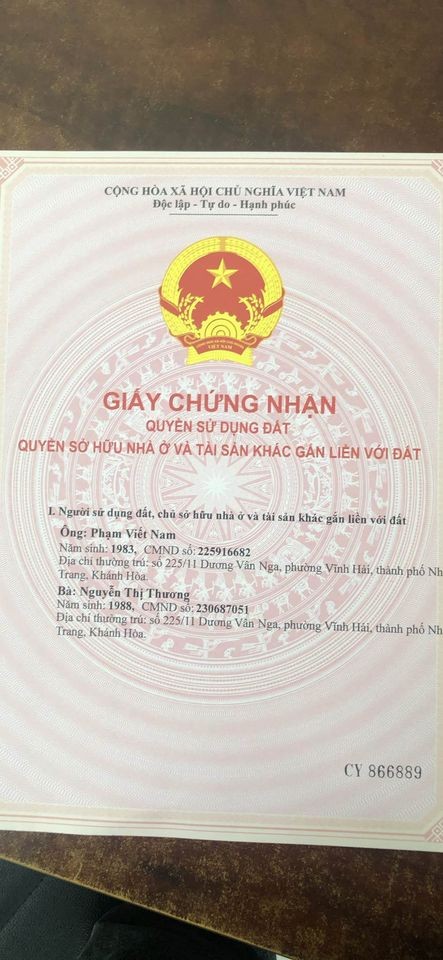 CỘNG HÒA XÃ HỘI CHỦ NGHĨA VIỆT NAM
Độc lập - Tự do - Hạnh phúc
VIỆT NAM
GIẤY CHỨNG NHẬN
QUYỀN SỬ DỤNG ĐẤT
QUYỀN SỞ HỮU NHÀ Ở VÀ TÀI SẢN KHÁC GẮN LIỀN VỚI ĐẤT
I. Người sử dụng đất, chủ sở hữu nhà ở và tài sản khác gắn liền với đất
Ông: Phạm Viết Nam
Năm sinh: 1983, CMND số: 225916682
Địa chỉ thường trú: số 225/11 Dương Vân Nga, phường Vĩnh Hải, thành phố Nh
Trang, Khánh Hòa.
Bà: Nguyễn Thị Thương
Năm sinh: 1988, CMND số: 230687051
Địa chỉ thường trú: số 225/11 Dương Vân Nga, phường Vĩnh Hải, thành phố Nh
Trang, Khánh Hòa.
CY 866889